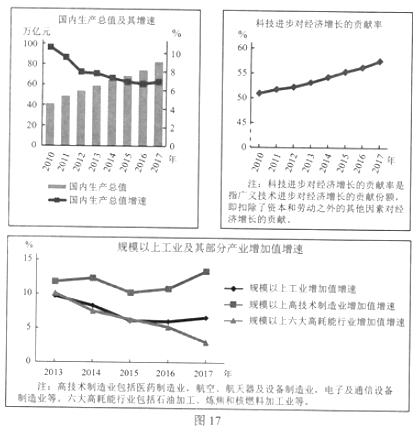 国内生产总值及其增速
万亿元 %
100
80
60
40
20
0
10
8
6
4
2
0
2010 2011 2012 2013 2014 2015 2016 2017 年
国内生产总值
国内生产总值增速
科技进步对经济增长的贡献率
%
60
55
50
45
0
2010 2011 2012 2013 2014 2015 2016 2017 年
注：科技进步对经济增长的贡献率是
指广义技术进步对经济增长的贡献份额，
即扣除了资本和劳动之外的其他因素对经
济增长的贡献。
规模以上工业及其部分产业增加值增速
%
15
10
5
0
2013 2014 2015 2016 2017 年
规模以上工业增加值增速
规模以上高技术制造业增加值增速
规模以上六大高耗能行业增加值增速
注：高技术制造业包括医药制造业，航空、航天器及设备制造业，电子及通信设备
制造业等。六大高耗能行业包括石油加工、炼焦和核燃料加工业等。
图 17